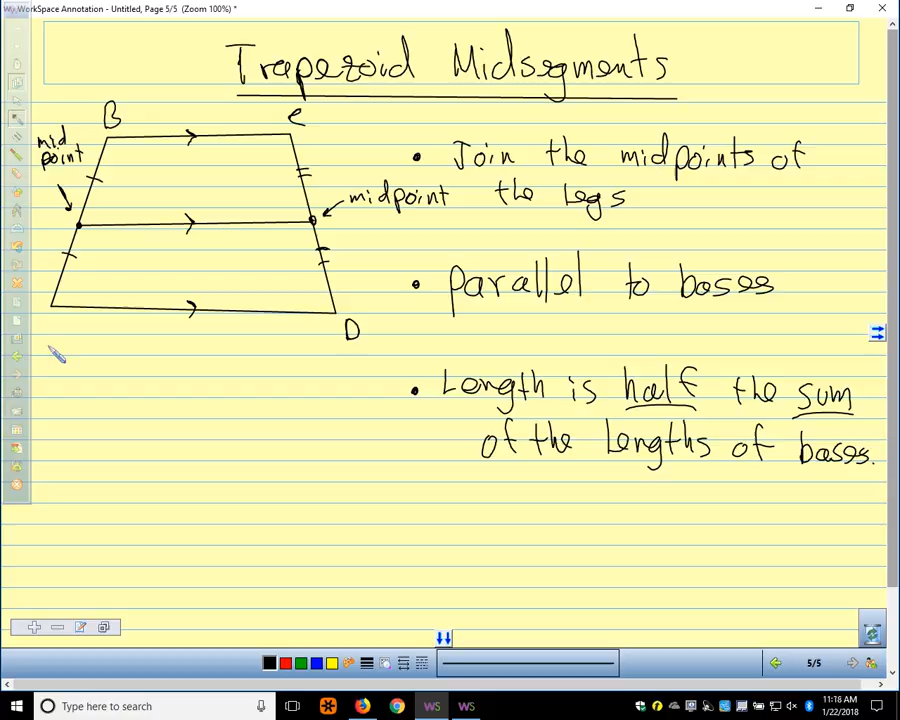 WorkSpace Annotation - Untitled, Page 5/5 (Zoom 100%) *
Trapezoid Midsegments
B
C
mid
point
• Join the midpoints of
the legs
midpoint
• parallel to bases
D
• Length is half the sum
of the lengths of bases.
5/5
Type here to search
WS
WS
11:18 AM
1/22/2018